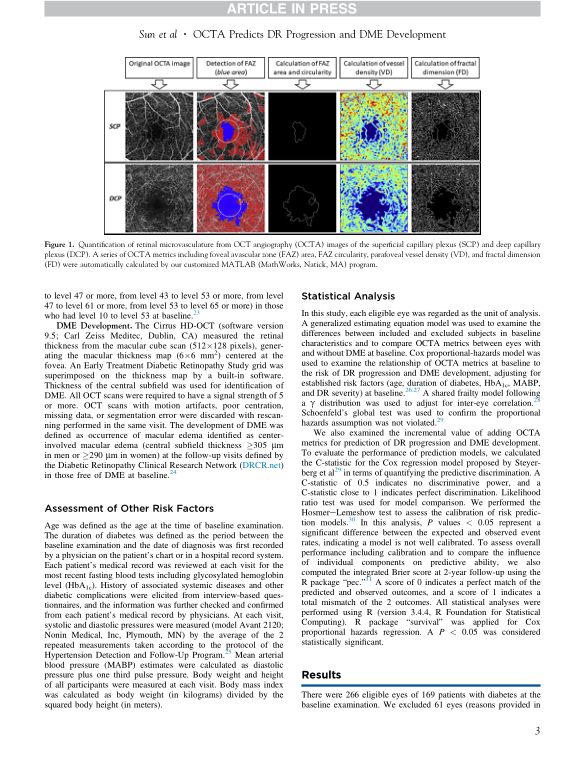 ARTICLE IN PRESS
Sun et al · OCTA Predicts DR Progression and DME Development
Original OCTA image
Detection of FAZ
(blue area)
Calculation of FAZ
area and circularity
Calculation of vessel
density (VD)
Calculation of fractal
dimension (FD)
SCP
DCP
Figure 1. Quantification of retinal microvasculature from OCT angiography (OCTA) images of the superficial capillary plexus (SCP) and deep capillary
plexus (DCP). A series of OCTA metrics including foveal avascular zone (FAZ) area, FAZ circularity, parafoveal vessel density (VD), and fractal dimension
(FD) were automatically calculated by our customized MATLAB (MathWorks, Natick, MA) program.
to level 47 or more, from level 43 to level 53 or more, from level
47 to level 61 or more, from level 53 to level 65 or more) in those
who had level 10 to level 53 at baseline.23
DME Development. The Cirrus HD-OCT (software version
9.5; Carl Zeiss Meditec, Dublin, CA) measured the retinal
thickness from the macular cube scan (512×128 pixels), gener-
ating the macular thickness map (6×6 mm2) centered at the
fovea. An Early Treatment Diabetic Retinopathy Study grid was
superimposed on the thickness map by a built-in software.
Thickness of the central subfield was used for identification of
DME. All OCT scans were required to have a signal strength of 5
or more. OCT scans with motion artifacts, poor centration,
missing data, or segmentation error were discarded with rescan-
ning performed in the same visit. The development of DME was
defined as occurrence of macular edema identified as center-
involved macular edema (central subfield thickness ≥305 μm
in men or ≥290 μm in women) at the follow-up visits defined by
the Diabetic Retinopathy Clinical Research Network (DRCR.net)
in those free of DME at baseline.24
Assessment of Other Risk Factors
Age was defined as the age at the time of baseline examination.
The duration of diabetes was defined as the period between the
baseline examination and the date of diagnosis was first recorded
by a physician on the patient's chart or in a hospital record system.
Each patient's medical record was reviewed at each visit for the
most recent fasting blood tests including glycosylated hemoglobin
level (HbA1c). History of associated systemic diseases and other
diabetic complications were elicited from interview-based ques-
tionnaires, and the information was further checked and confirmed
from each patient's medical record by physicians. At each visit,
systolic and diastolic pressures were measured (model Avant 2120;
Nonin Medical, Inc, Plymouth, MN) by the average of the 2
repeated measurements taken according to the protocol of the
Hypertension Detection and Follow-Up Program.25 Mean arterial
blood pressure (MABP) estimates were calculated as diastolic
pressure plus one third pulse pressure. Body weight and height
of all participants were measured at each visit. Body mass index
was calculated as body weight (in kilograms) divided by the
squared body height (in meters).
Statistical Analysis
In this study, each eligible eye was regarded as the unit of analysis.
A generalized estimating equation model was used to examine the
differences between included and excluded subjects in baseline
characteristics and to compare OCTA metrics between eyes with
and without DME at baseline. Cox proportional-hazards model was
used to examine the relationship of OCTA metrics at baseline to
the risk of DR progression and DME development, adjusting for
established risk factors (age, duration of diabetes, HbA1c, MABP,
and DR severity) at baseline.26,27 A shared frailty model following
a γ distribution was used to adjust for inter-eye correlation.28
Schoenfeld's global test was used to confirm the proportional
hazards assumption was not violated.29
We also examined the incremental value of adding OCTA
metrics for prediction of DR progression and DME development.
To evaluate the performance of prediction models, we calculated
the C-statistic for the Cox regression model proposed by Steyer-
berg et al29 in terms of quantifying the predictive discrimination. A
C-statistic of 0.5 indicates no discriminative power, and a
C-statistic close to 1 indicates perfect discrimination. Likelihood
ratio test was used for model comparison. We performed the
Hosmer–Lemeshow test to assess the calibration of risk predic-
tion models.30 In this analysis, P values < 0.05 represent a
significant difference between the expected and observed event
rates, indicating a model is not well calibrated. To assess overall
performance including calibration and to compare the influence
of individual components on predictive ability, we also
computed the integrated Brier score at 2-year follow-up using the
R package "pec."31 A score of 0 indicates a perfect match of the
predicted and observed outcomes, and a score of 1 indicates a
total mismatch of the 2 outcomes. All statistical analyses were
performed using R (version 3.4.4, R Foundation for Statistical
Computing). R package "survival" was applied for Cox
proportional hazards regression. A P < 0.05 was considered
statistically significant.
Results
There were 266 eligible eyes of 169 patients with diabetes at the
baseline examination. We excluded 61 eyes (reasons provided in
3